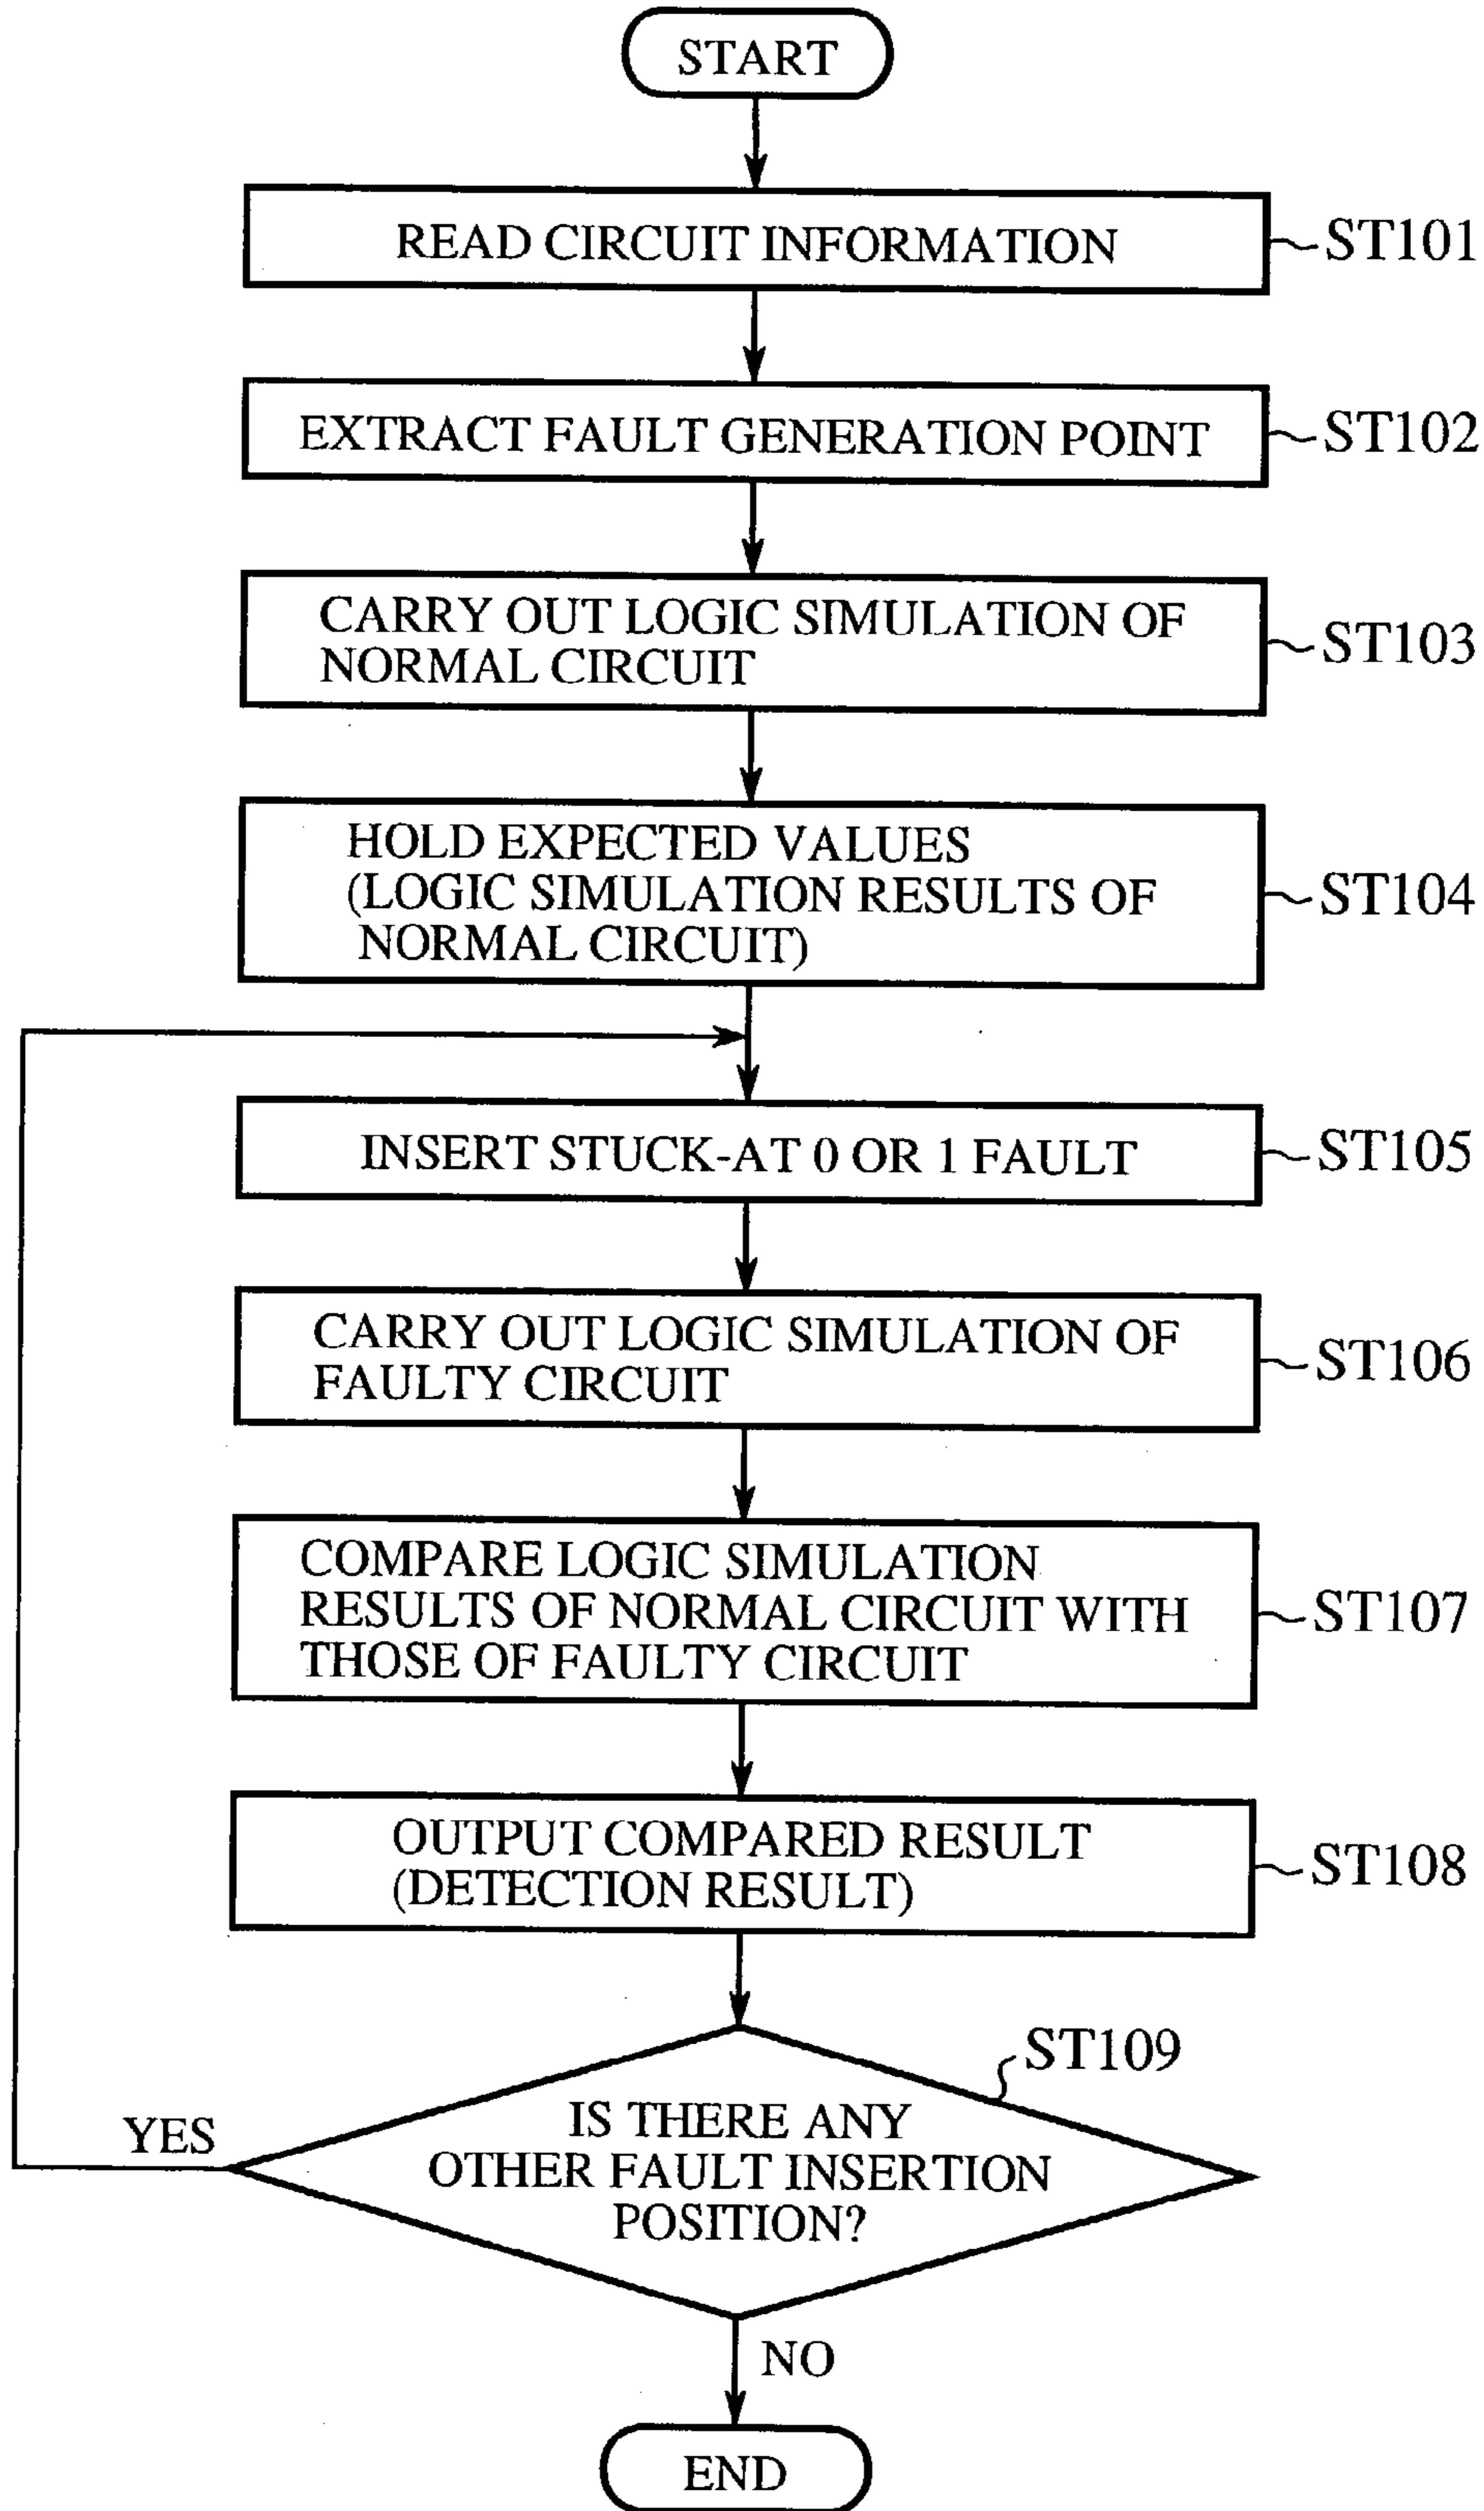 START
READ CIRCUIT INFORMATION
ST101
EXTRACT FAULT GENERATION POINT
ST102
CARRY OUT LOGIC SIMULATION OF
NORMAL CIRCUIT
ST103
HOLD EXPECTED VALUES
(LOGIC SIMULATION RESULTS OF
NORMAL CIRCUIT)
ST104
INSERT STUCK-AT 0 OR 1 FAULT
ST105
CARRY OUT LOGIC SIMULATION OF
FAULTY CIRCUIT
ST106
COMPARE LOGIC SIMULATION
RESULTS OF NORMAL CIRCUIT WITH
THOSE OF FAULTY CIRCUIT
ST107
OUTPUT COMPARED RESULT
(DETECTION RESULT)
ST108
ST109
IS THERE ANY
OTHER FAULT INSERTION
POSITION?
YES
NO
END